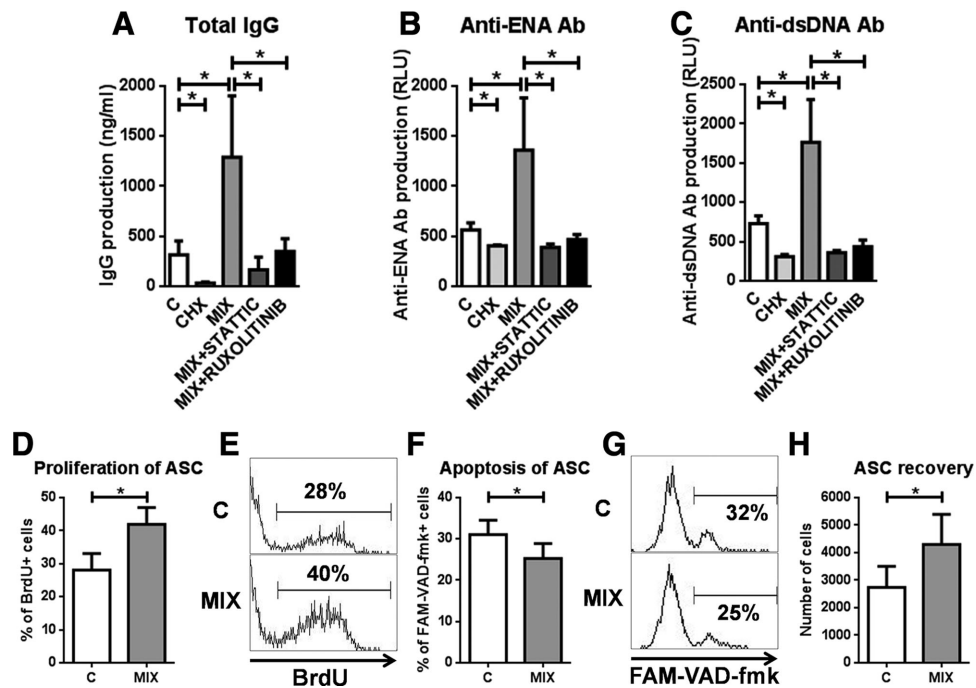 A Total IgG
IgG production (ng/ml)
2000
1500
1000
500
0
* * * *
C
CHX
MIX
MIX+STATTIC
MIX+RUXOLITINIB
B Anti-ENA Ab
Anti-ENA Ab production (RLU)
2000
1500
1000
500
0
* * * *
C
CHX
MIX
MIX+STATTIC
MIX+RUXOLITINIB
C Anti-dsDNA Ab
Anti-dsDNA Ab production (RLU)
2500
2000
1500
1000
500
0
* * * *
C
CHX
MIX
MIX+STATTIC
MIX+RUXOLITINIB
D Proliferation of ASC
% of BrdU+ cells
50
40
30
20
10
0
*
C MIX
E
C
28%
MIX
40%
BrdU
F Apoptosis of ASC
% of FAM-VAD-fmk+ cells
50
40
30
20
10
0
*
C MIX
G
C
32%
MIX
25%
FAM-VAD-fmk
H ASC recovery
Number of cells
6000
5000
4000
3000
2000
1000
0
*
C MIX